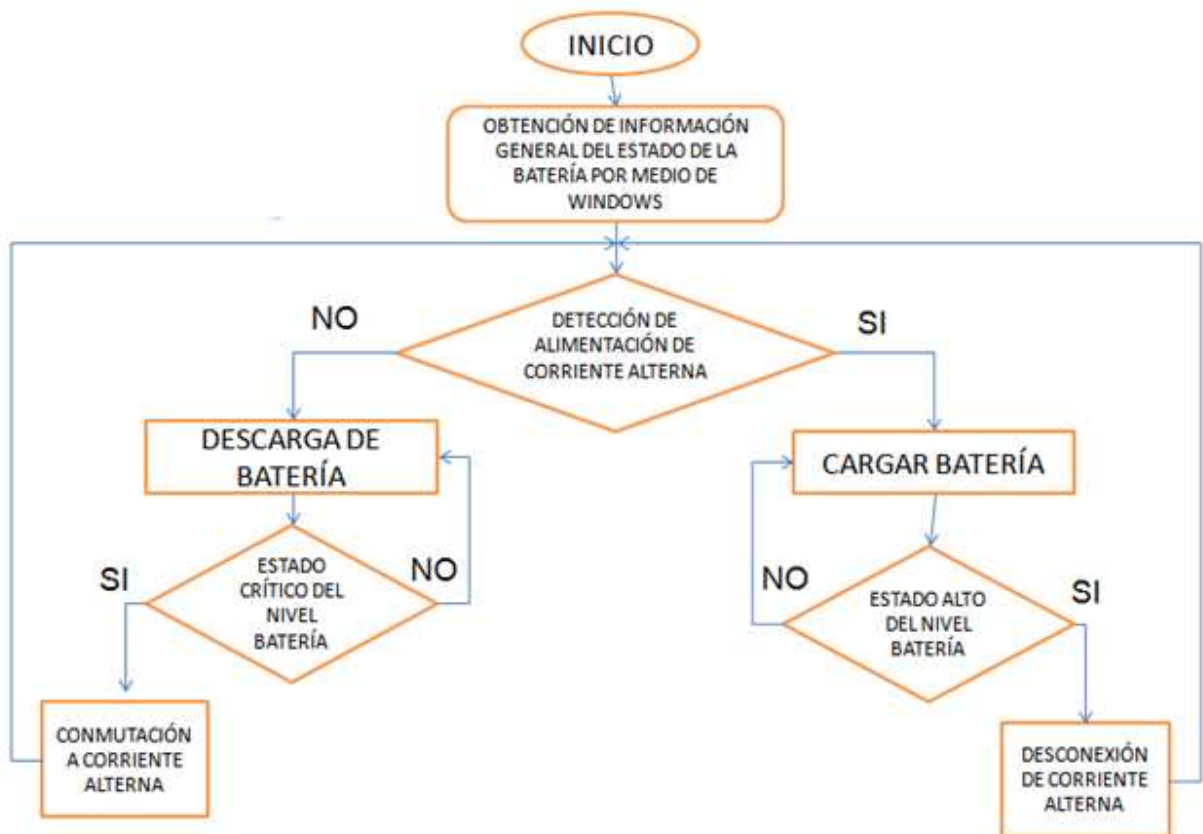 INICIO
OBTENCIÓN DE INFORMACIÓN
GENERAL DEL ESTADO DE LA
BATERÍA POR MEDIO DE
WINDOWS
NO
DETECCIÓN DE
ALIMENTACIÓN DE
CORRIENTE ALTERNA
SI
DESCARGA DE
BATERÍA
CARGAR BATERÍA
SI
ESTADO
CRÍTICO DEL
NIVEL
BATERÍA
NO
NO
ESTADO ALTO
DEL NIVEL
BATERÍA
SI
CONMUTACIÓN
A CORRIENTE
ALTERNA
DESCONEXIÓN
DE CORRIENTE
ALTERNA